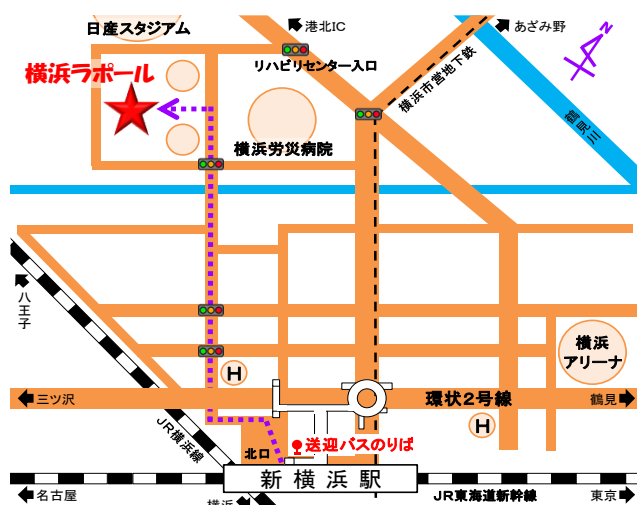 日産スタジアム
港北IC
あざみ野
N
リハビリセンター入口
横浜ラポール
横浜市営地下鉄
鶴見川
横浜労災病院
八王子
横浜
アリーナ
H
三ツ沢
環状2号線
鶴見
H
JR横浜線
送迎バスのりば
北口
新横浜駅
名古屋
横浜
JR東海道新幹線
東京